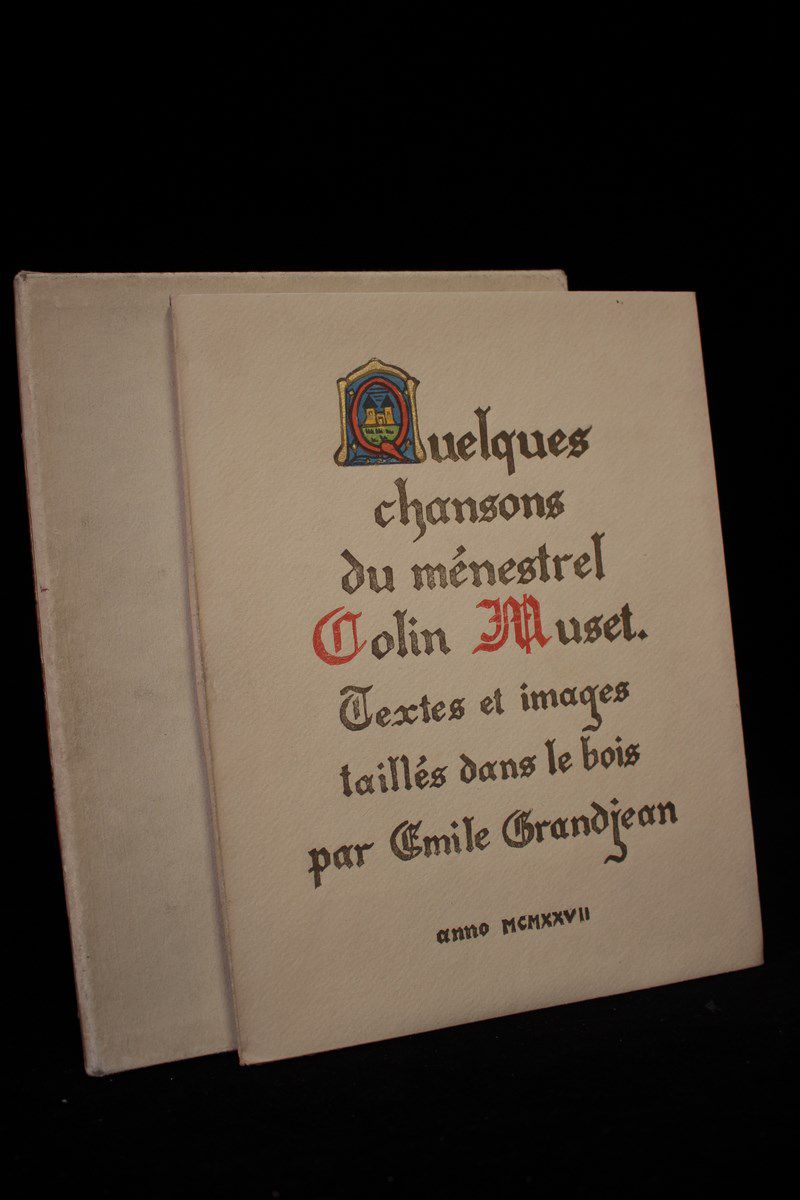 Quelques
chansons
du ménestrel
Colin Muset.
Textes et images
taillés dans le bois
par Emile Grandjean
anno MCMXXVII